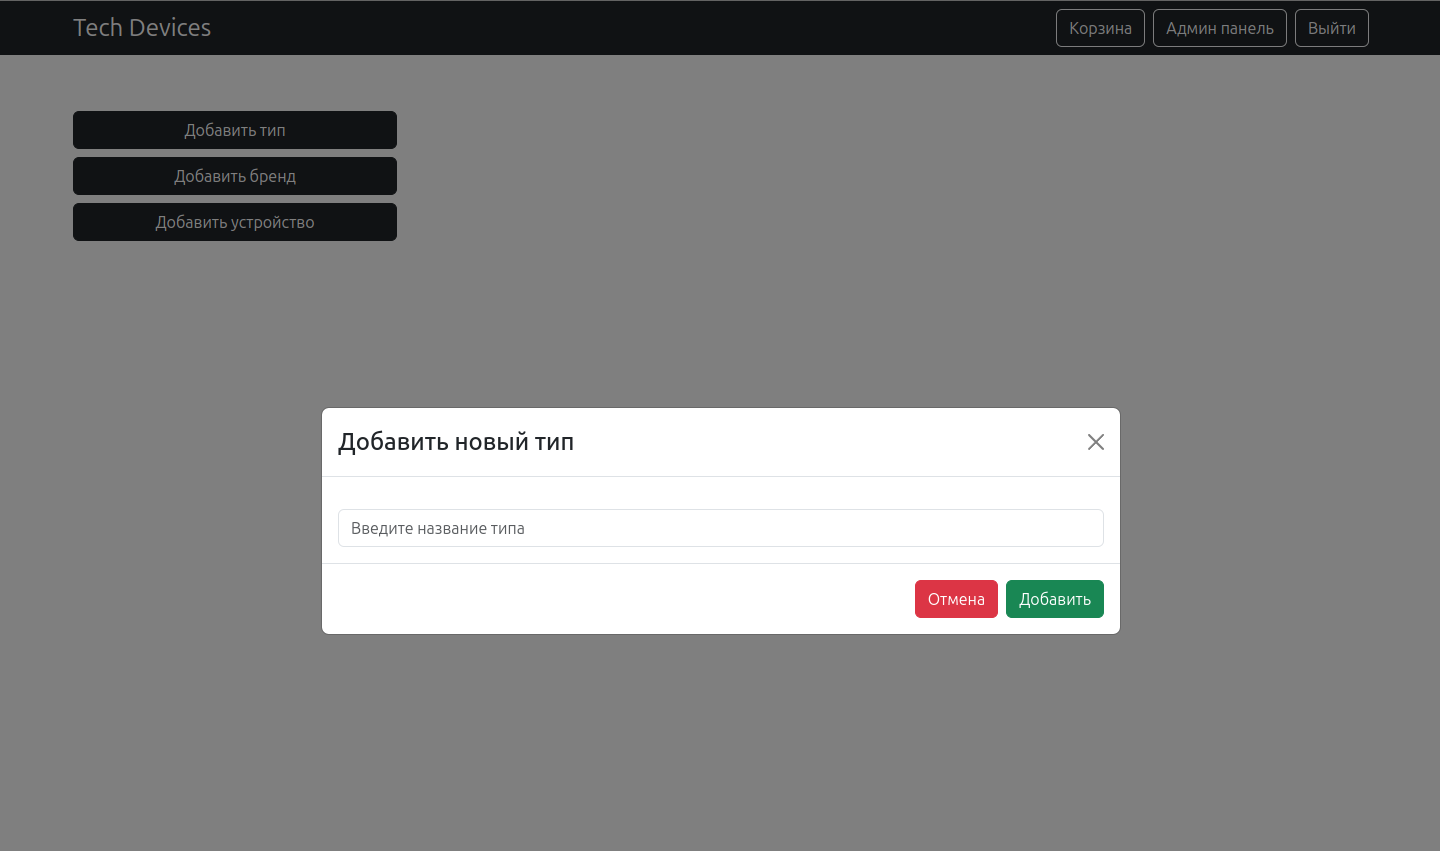 Tech Devices
Корзина
Админ панель
Выйти
Добавить тип
Добавить бренд
Добавить устройство
Добавить новый тип
Введите название типа
Отмена
Добавить